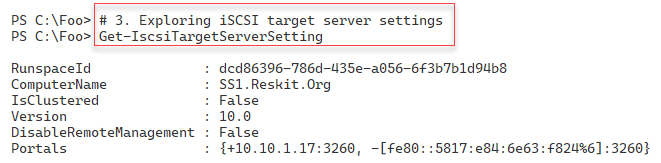 PS C:\Foo> # 3. Exploring iSCSI target server settings
PS C:\Foo> Get-IscsiTargetServerSetting
RunspaceId : dcd86396-786d-435e-a056-6f3b7b1d94b8
ComputerName : SS1.Reskit.Org
IsClustered : False
Version : 10.0
DisableRemoteManagement : False
Portals : {+10.10.1.17:3260, -[fe80::5817:e84:6e63:f824%6]:3260}